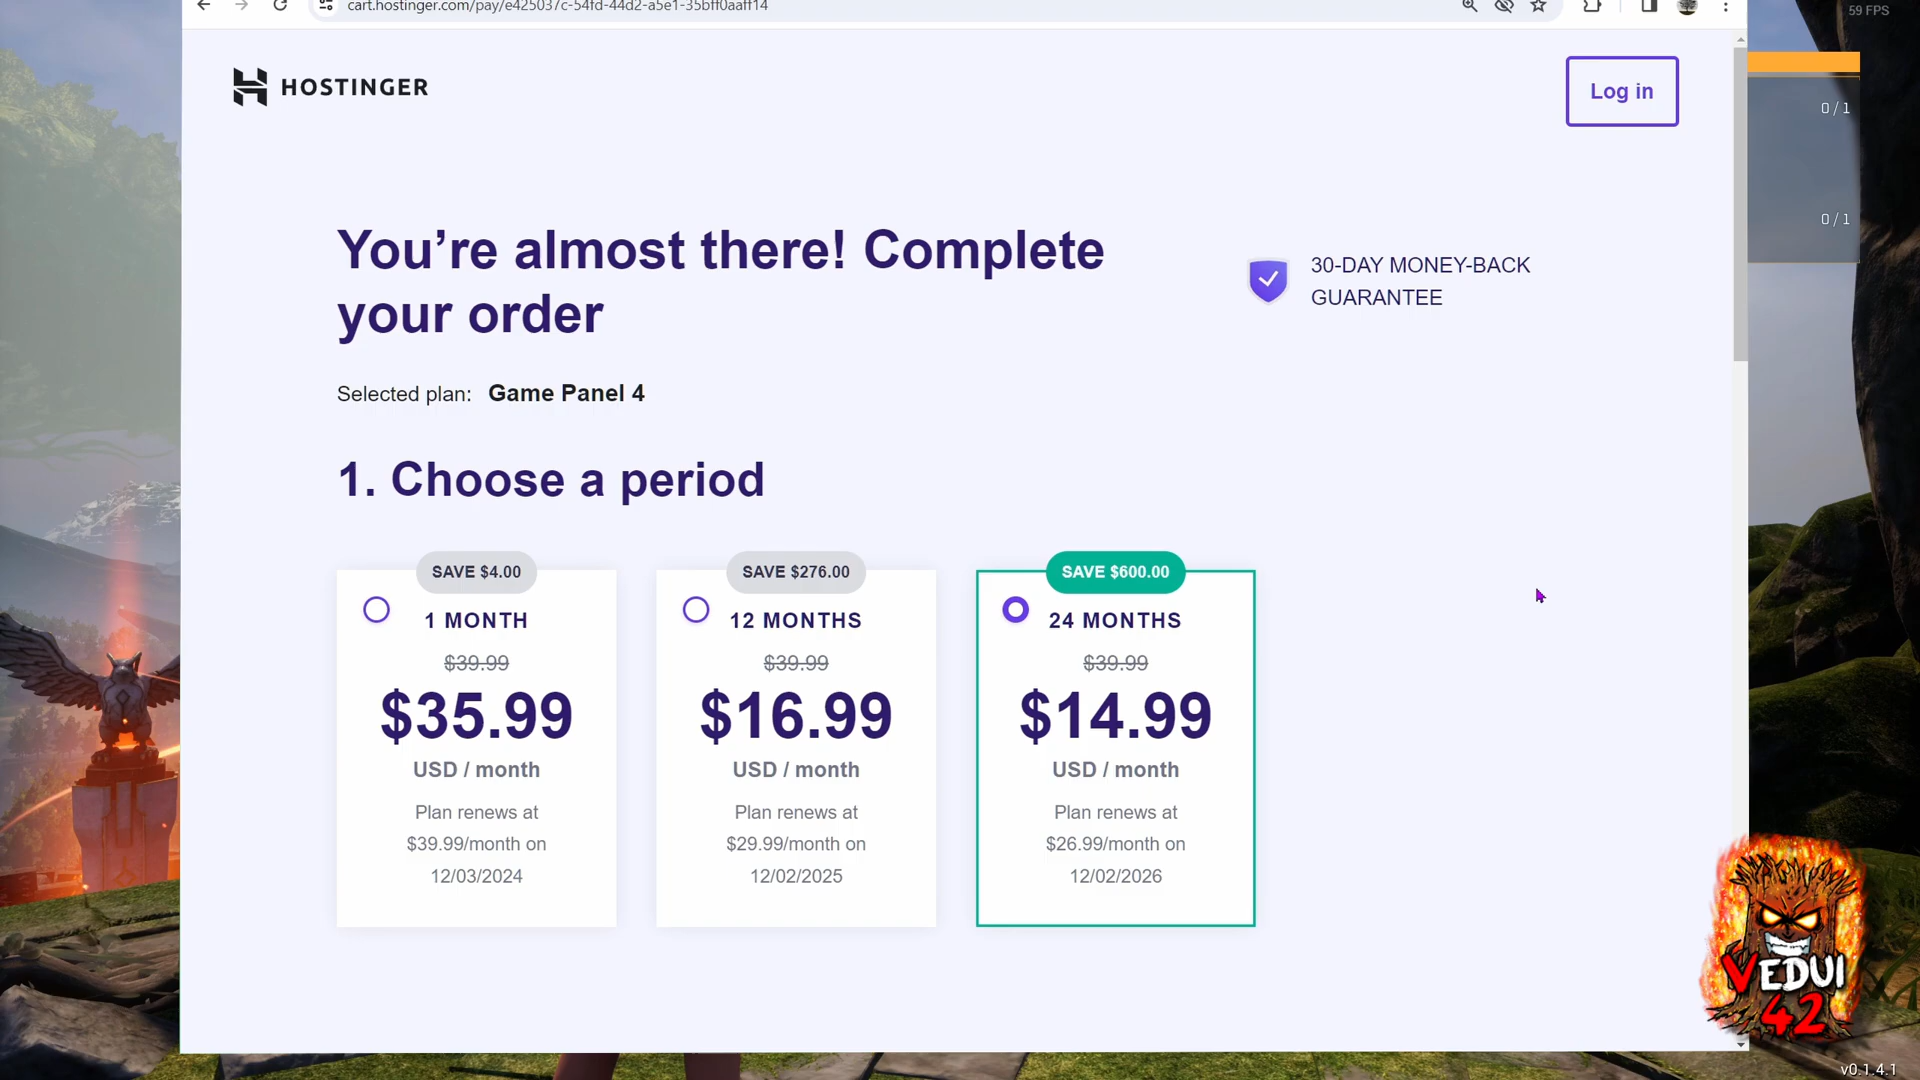 cart.hostinger.com/pay/e425037c-54fd-44d2-a5e1-35bff0aaff14
59 FPS
HOSTINGER
Log in
0 / 1
0 / 1
You’re almost there! Complete
your order
30-DAY MONEY-BACK
GUARANTEE
Selected plan: Game Panel 4
1. Choose a period
SAVE $4.00
1 MONTH
$39.99
$35.99
USD / month
Plan renews at
$39.99/month on
12/03/2024
SAVE $276.00
12 MONTHS
$39.99
$16.99
USD / month
Plan renews at
$29.99/month on
12/02/2025
SAVE $600.00
24 MONTHS
$39.99
$14.99
USD / month
Plan renews at
$26.99/month on
12/02/2026
VEDUI
42
v0.1.4.1